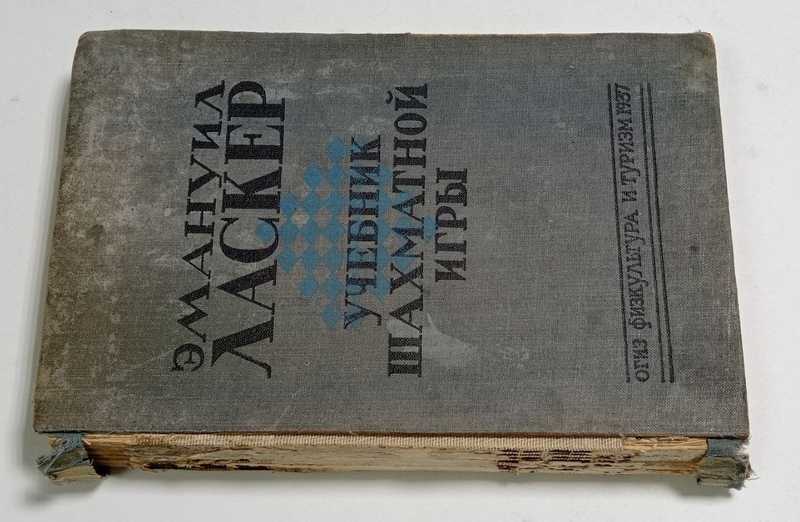 ЭМАНУИЛ
ЛАСКЕР
УЧЕБНИК
ШАХМАТНОЙ
ИГРЫ
ОГИЗ ФИЗКУЛЬТУРА И ТУРИЗМ 1937